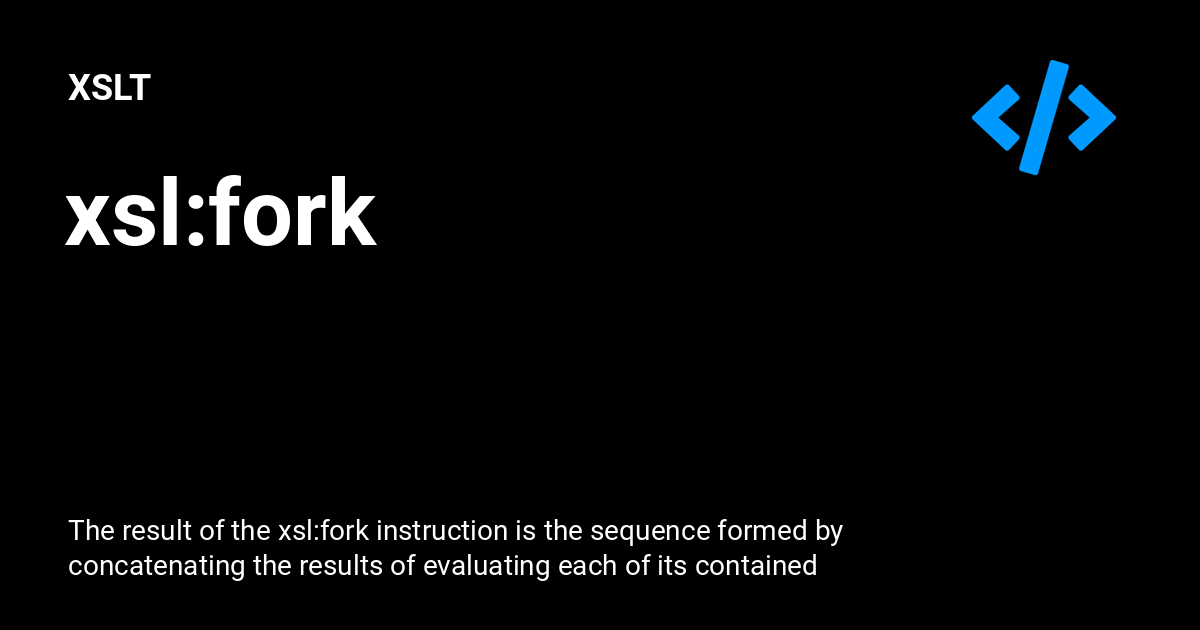 XSLT
xsl:fork
The result of the xsl:fork instruction is the sequence formed by
concatenating the results of evaluating each of its contained